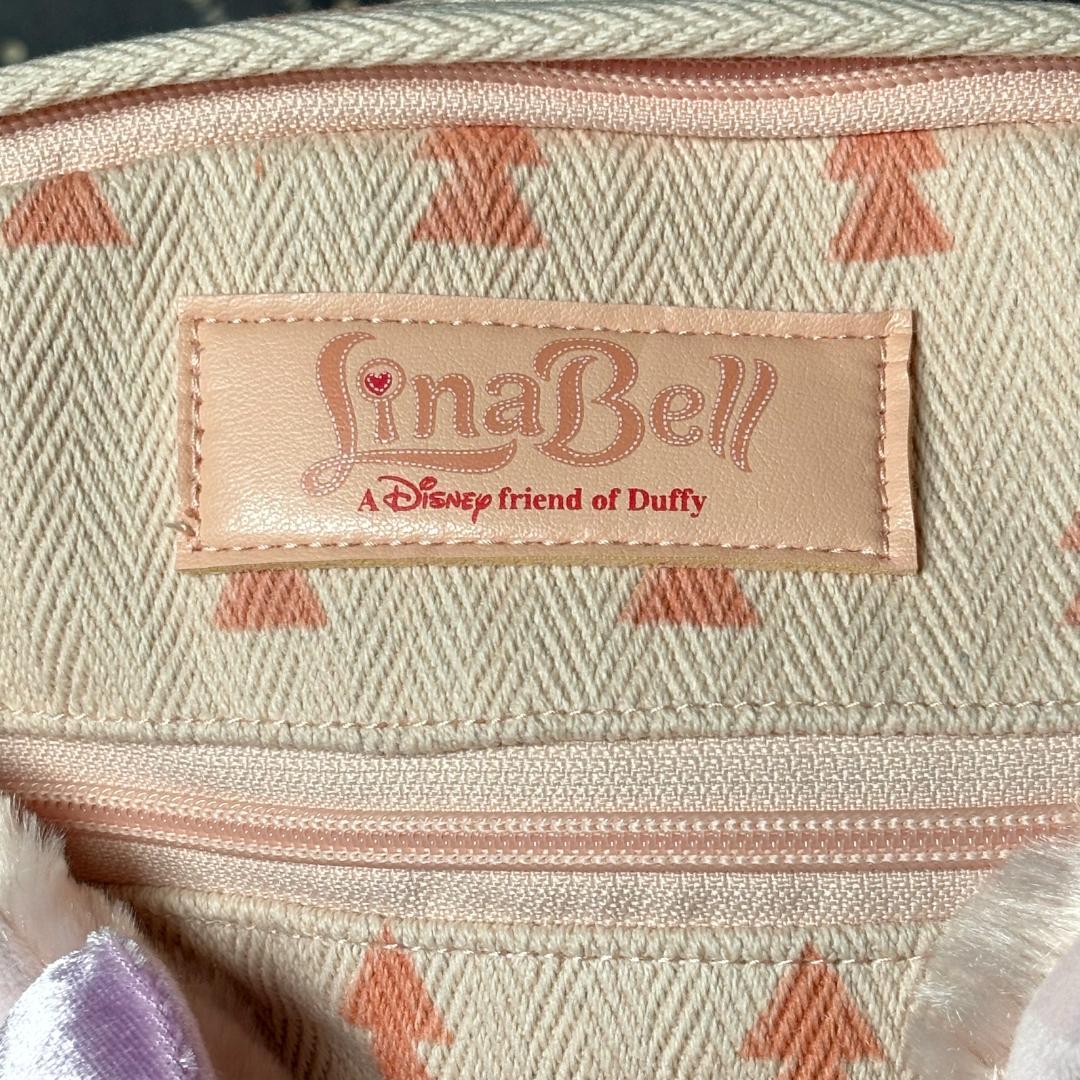 LinaBell
A Disney friend of Duffy